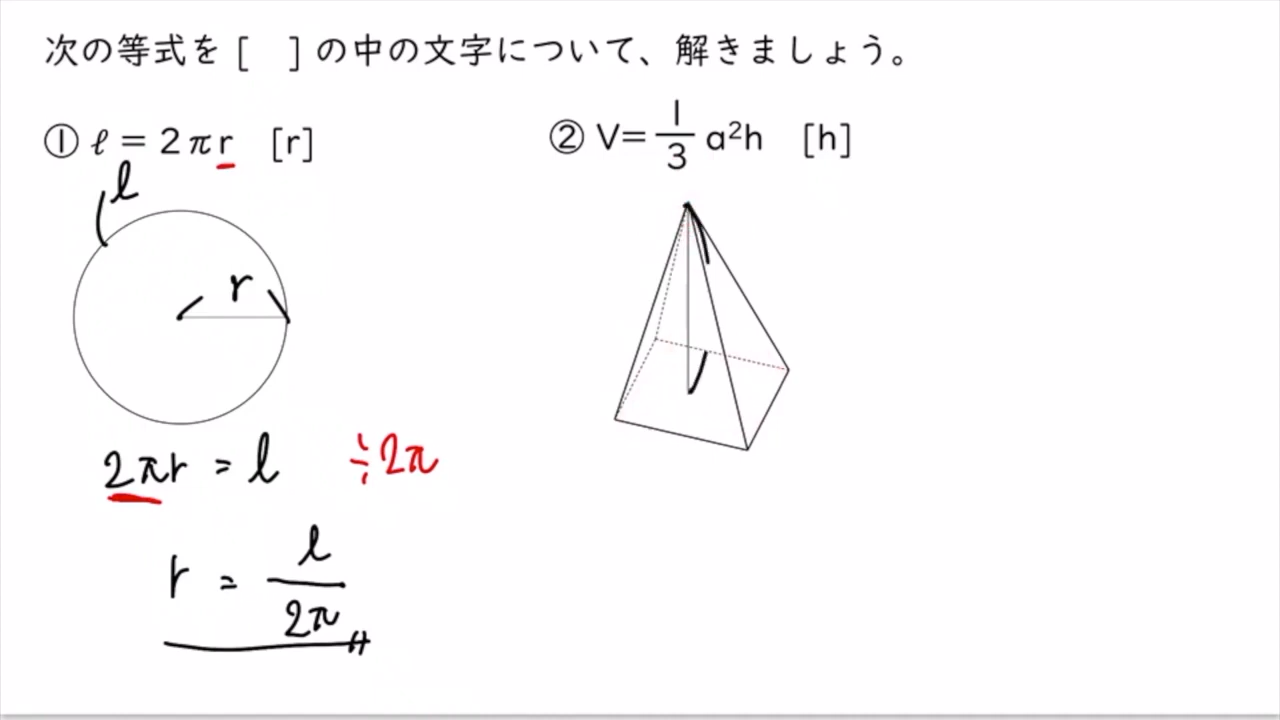 次の等式を [　] の中の文字について、解きましょう。
① ℓ = 2πr [r]
② V= 1/3 a²h [h]
ℓ
r
2πr = ℓ ÷2π
r = ℓ/2π